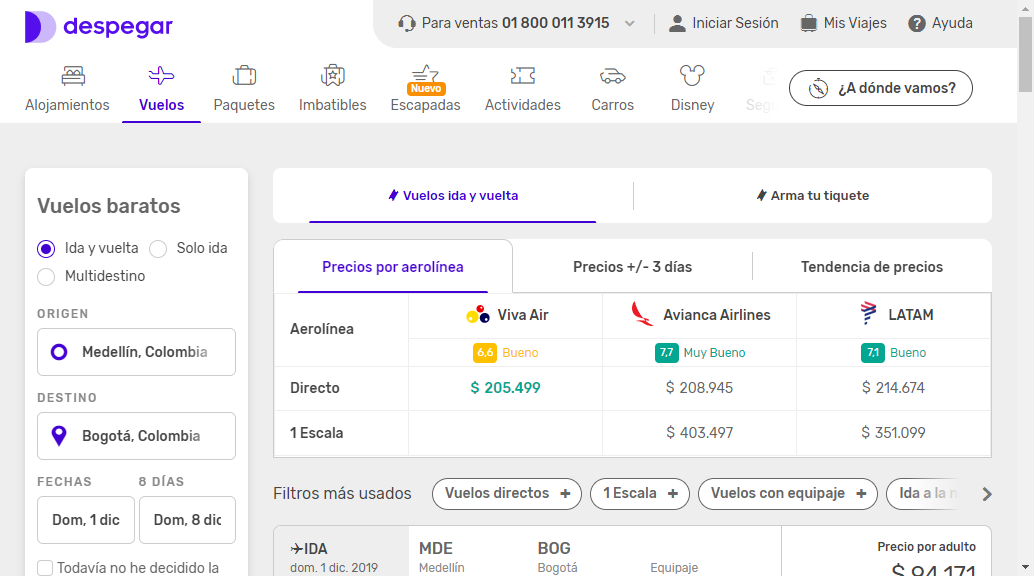 despegar
Para ventas 01 800 011 3915
Iniciar Sesión
Mis Viajes
Ayuda
Alojamientos
Vuelos
Paquetes
Imbatibles
Nuevo
Escapadas
Actividades
Carros
Disney
¿A dónde vamos?
Vuelos baratos
Ida y vuelta Solo ida
Multidestino
ORIGEN
Medellín, Colombia
DESTINO
Bogotá, Colombia
FECHAS 8 DÍAS
Dom, 1 dic Dom, 8 dic
Todavía no he decidido la
Vuelos ida y vuelta
Arma tu tiquete
Precios por aerolínea Precios +/- 3 días Tendencia de precios
Aerolínea Viva Air Avianca Airlines LATAM
6,6 Bueno 7,7 Muy Bueno 7,1 Bueno
Directo $ 205.499 $ 208.945 $ 214.674
1 Escala $ 403.497 $ 351.099
Filtros más usados Vuelos directos + 1 Escala + Vuelos con equipaje + Ida a la
IDA MDE BOG Precio por adulto
dom. 1 dic. 2019 Medellín Bogotá Equipaje
$ 94.171